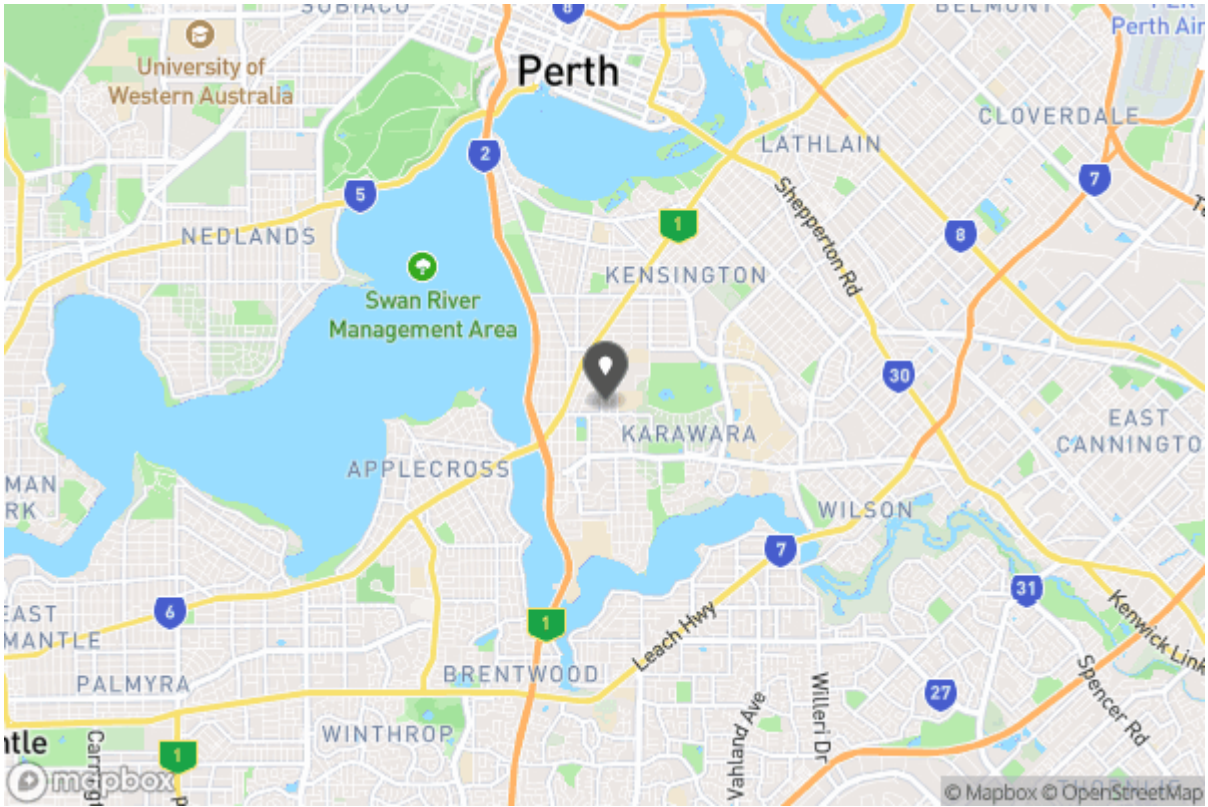 SUBIACO
8
BELMONT
Perth Air
University of
Western Australia
Perth
CLOVERDALE
LATHLAIN
2
7
5
Shepperton Rd
1
8
NEDLANDS
KENSINGTON
Swan River
Management Area
30
EAST
CANNINGTO
KARAWARA
APPLECROSS
MAN
RK
WILSON
7
31
6
EAST
MANTLE
1
Leach Hwy
Kenwick Link
BRENTWOOD
PALMYRA
27
Spencer Rd
Willeri Dr
Vahland Ave
WINTHROP
ntle
1
mapbox
© Mapbox © OpenStreetMap